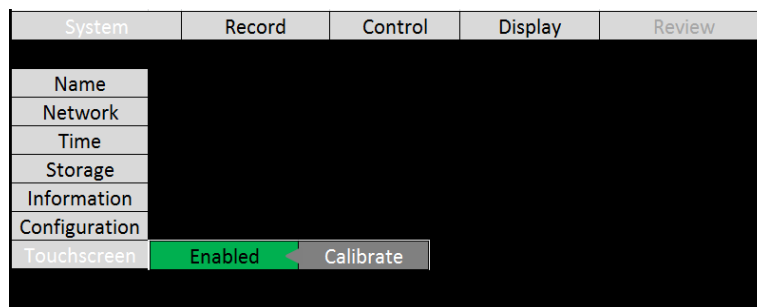 System Record Control Display Review
Name
Network
Time
Storage
Information
Configuration
Touchscreen Enabled Calibrate